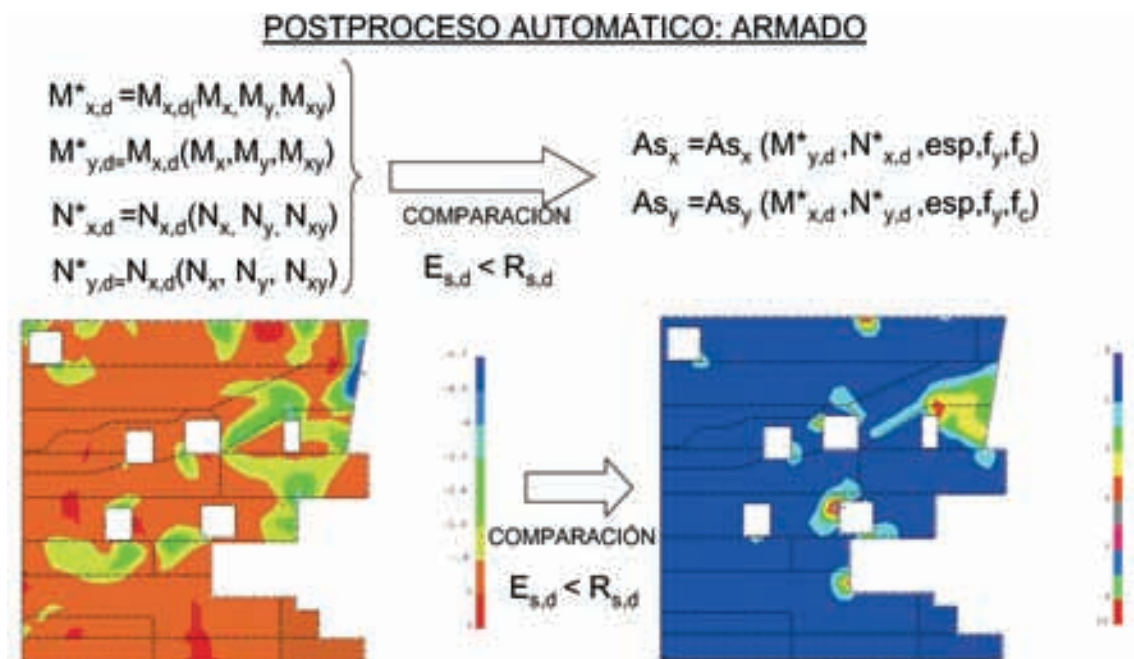 POSTPROCESO AUTOMÁTICO: ARMADO
M*x,d =Mx,d(Mx,My,Mxy)
M*y,d=Mx,d(Mx,My,Mxy)
N*x,d =Nx,d(Nx, Ny, Nxy)
N*y,d=Nx,d(Nx, Ny, Nxy)
COMPARACIÓN
Es,d < Rs,d
Asx =Asx (M*y,d ,N*x,d ,esp,fy,fc)
Asy =Asy (M*x,d ,N*y,d ,esp,fy,fc)
COMPARACIÓN
Es,d < Rs,d